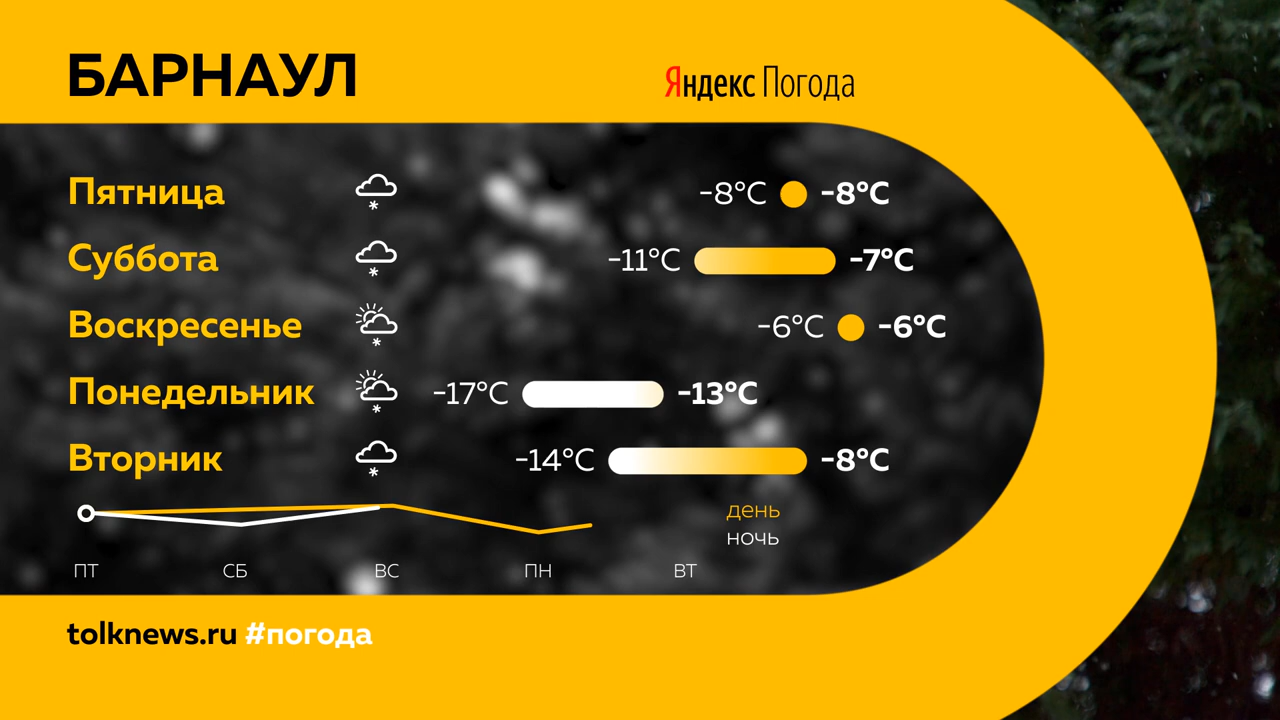 БАРНАУЛ
Яндекс Погода
Пятница -8°C -8°C
Суббота -11°C -7°C
Воскресенье -6°C -6°C
Понедельник -17°C -13°C
Вторник -14°C -8°C
день
ночь
ПТ СБ ВС ПН ВТ
tolknews.ru #погода